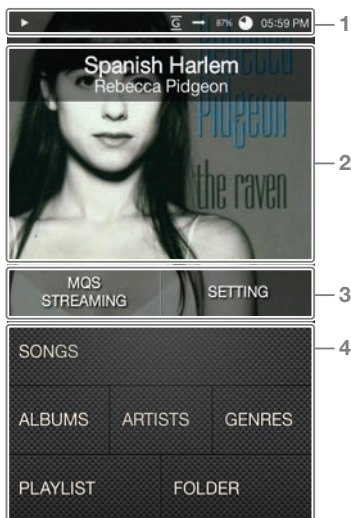 G 87% 05:59 PM
1
Spanish Harlem
Rebecca Pidgeon
Rebecca
Pidgeon
the raven
2
MQS
STREAMING
SETTING
3
SONGS
4
ALBUMS ARTISTS GENRES
PLAYLIST FOLDER